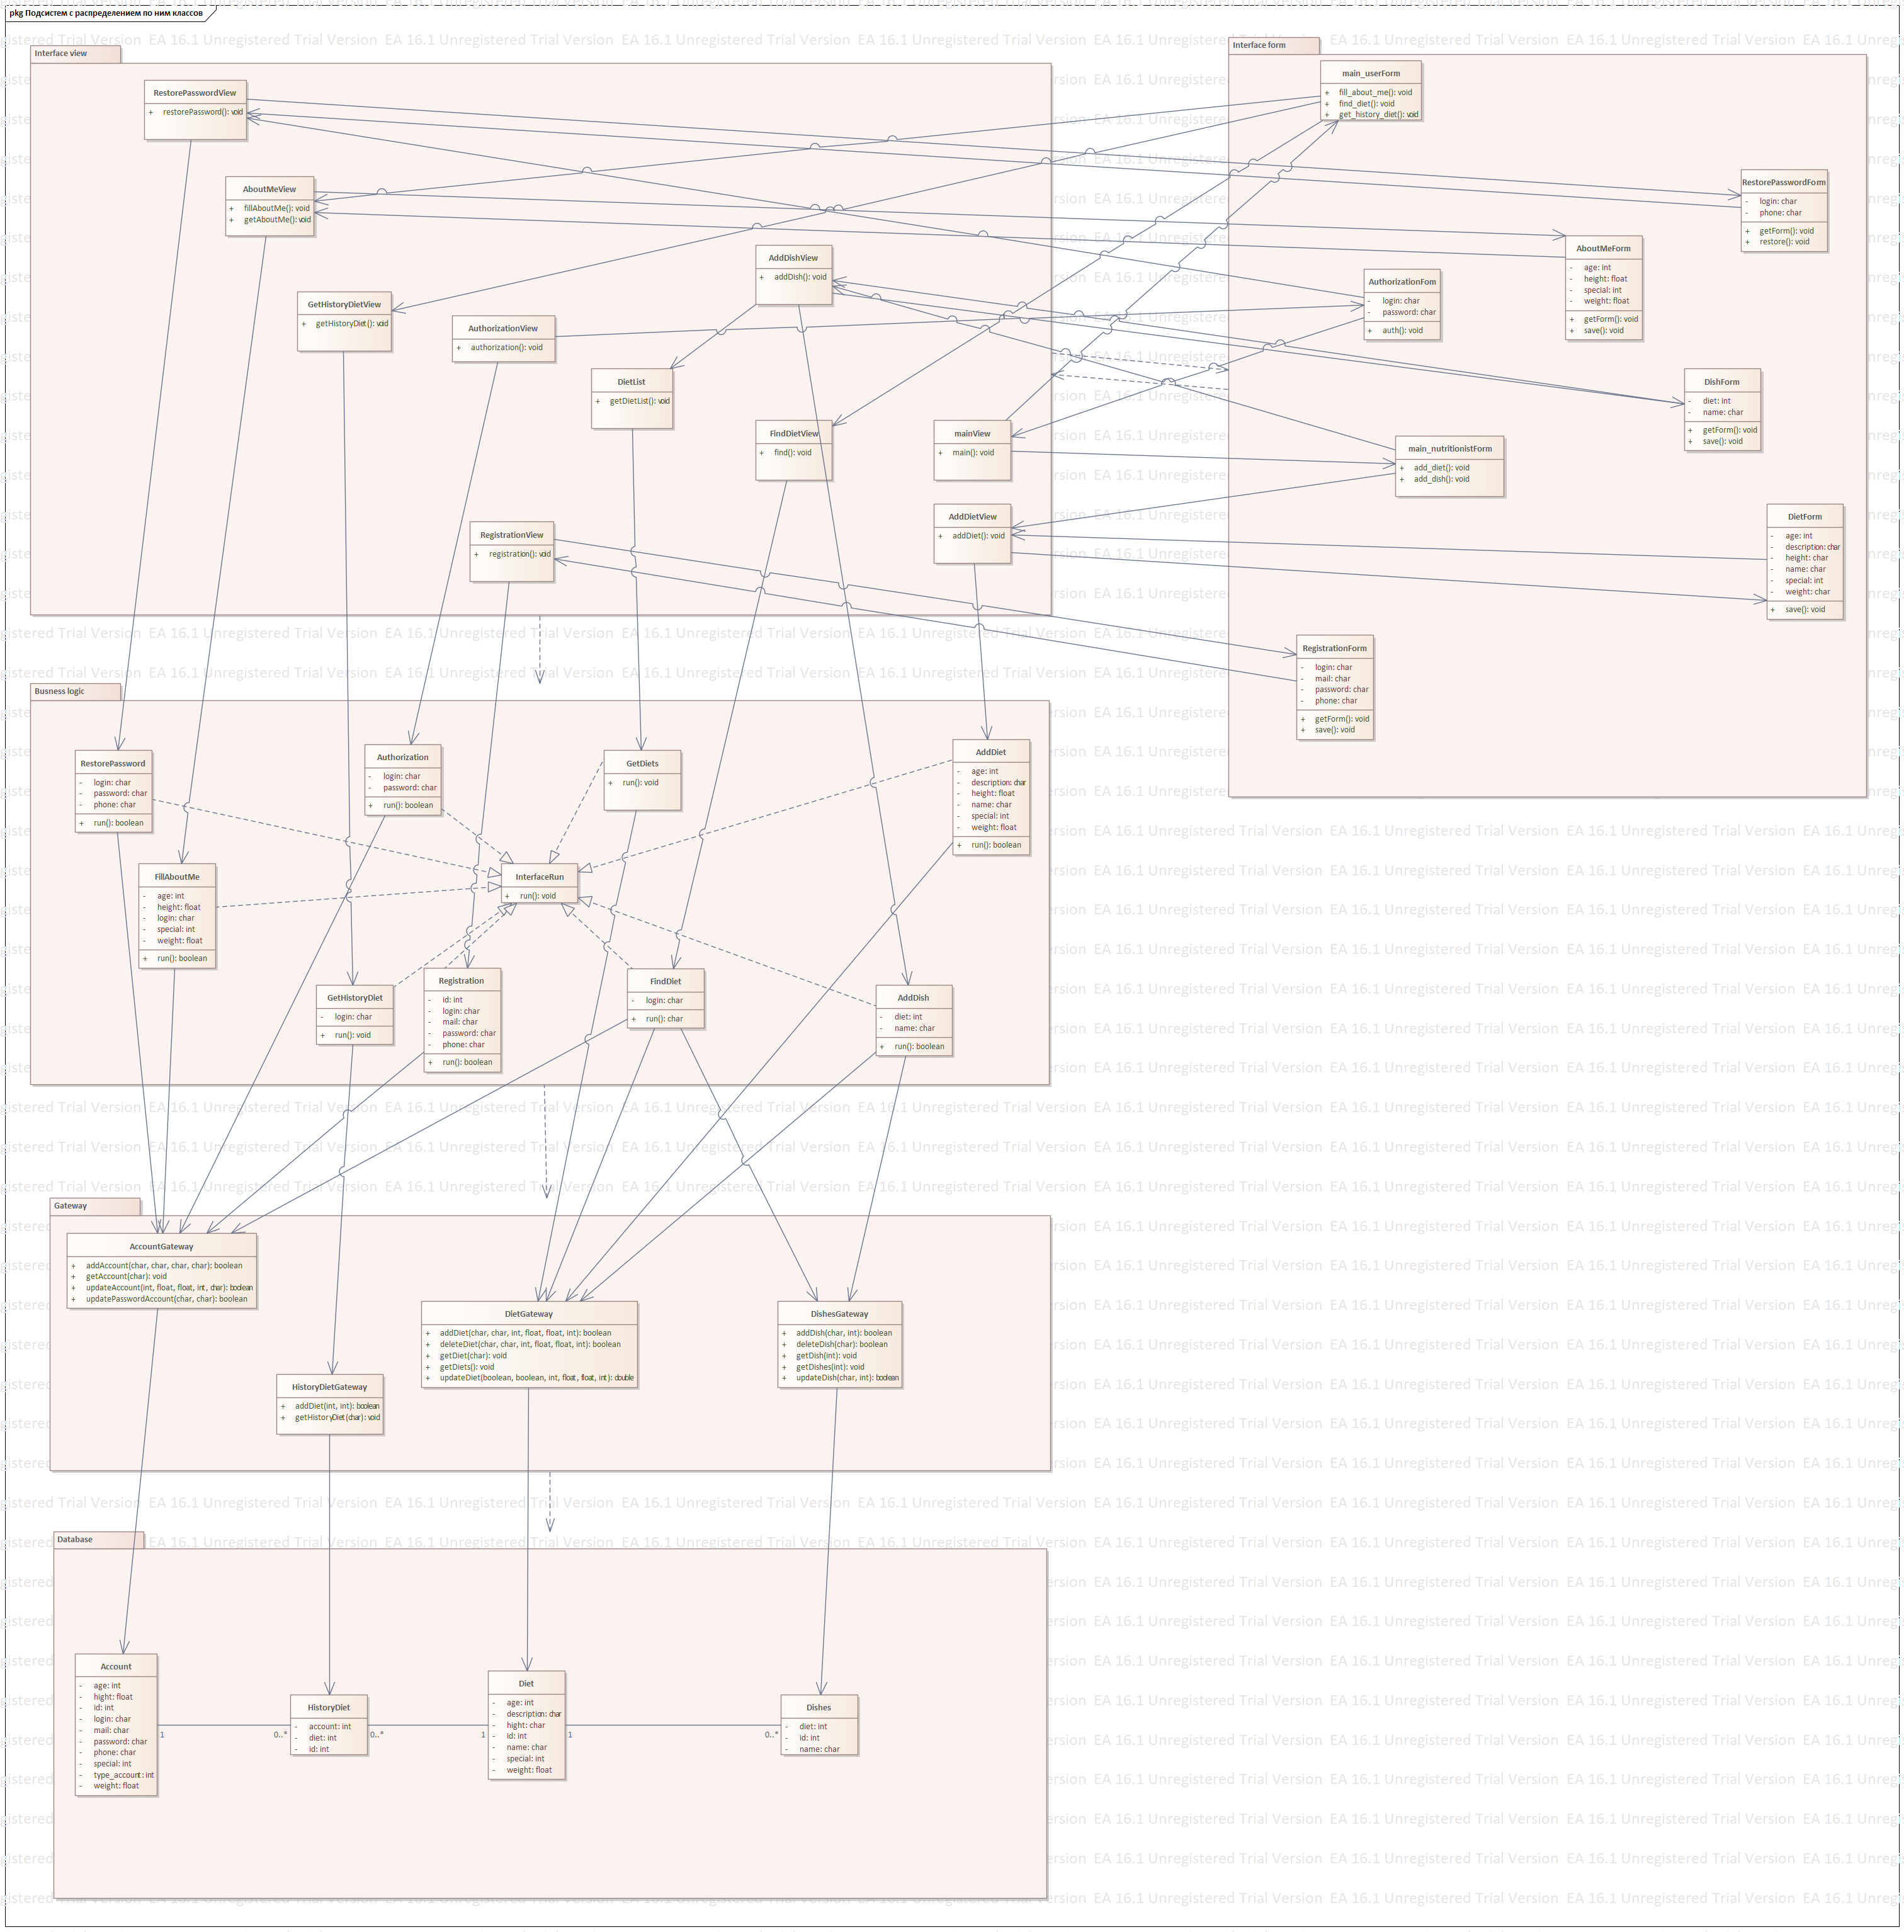 pkg Подсистем с распределением по ним классов
EA 16.1 Unregistered Trial Version
Interface view
RestorePasswordView
+ restorePassword(): void
AboutMeView
+ fillAboutMe(): void
+ getAboutMe(): void
AddDishView
+ addDish(): void
GetHistoryDietView
+ getHistoryDiet(): void
AuthorizationView
+ authorization(): void
DietList
+ getDietList(): void
FindDietView
+ find(): void
mainView
+ main(): void
AddDietView
+ addDiet(): void
RegistrationView
+ registration(): void
Interface form
main_userForm
+ fill_about_me(): void
+ find_diet(): void
+ get_history_diet(): void
RestorePasswordForm
- login: char
- phone: char
+ getForm(): void
+ restore(): void
AboutMeForm
- age: int
- height: float
- special: int
- weight: float
+ getForm(): void
+ save(): void
AuthorizationFom
- login: char
- password: char
+ auth(): void
DishForm
- diet: int
- name: char
+ getForm(): void
+ save(): void
main_nutritionistForm
+ add_diet(): void
+ add_dish(): void
DietForm
- age: int
- description: char
- height: char
- name: char
- special: int
- weight: char
+ save(): void
RegistrationForm
- login: char
- mail: char
- password: char
- phone: char
+ getForm(): void
+ save(): void
Busness logic
RestorePassword
- login: char
- password: char
- phone: char
+ run(): boolean
Authorization
- login: char
- password: char
+ run(): boolean
GetDiets
+ run(): void
AddDiet
- age: int
- description: char
- height: float
- name: char
- special: int
- weight: float
+ run(): boolean
FillAboutMe
- age: int
- height: float
- login: char
- special: int
- weight: float
+ run(): boolean
InterfaceRun
+ run(): void
GetHistoryDiet
- login: char
+ run(): void
Registration
- id: int
- login: char
- mail: char
- password: char
- phone: char
+ run(): boolean
FindDiet
- login: char
+ run(): char
AddDish
- diet: int
- name: char
+ run(): boolean
Gateway
AccountGateway
+ addAccount(char, char, char, char): boolean
+ getAccount(char): void
+ updateAccount(int, float, float, int, char): boolean
+ updatePasswordAccount(char, char): boolean
DietGateway
+ addDiet(char, char, int, float, float, int): boolean
+ deleteDiet(char, char, int, float, float, int): boolean
+ getDiet(char): void
+ getDiets(): void
+ updateDiet(boolean, boolean, int, float, float, int): double
DishesGateway
+ addDish(char, int): boolean
+ deleteDish(char): boolean
+ getDish(int): void
+ getDishes(int): void
+ updateDish(char, int): boolean
HistoryDietGateway
+ addDiet(int, int): boolean
+ getHistoryDiet(char): void
Database
Account
- age: int
- hight: float
- id: int
- login: char
- mail: char
- password: char
- phone: char
- special: int
- type_account: int
- weight: float
1
0..*
HistoryDiet
- account: int
- diet: int
- id: int
0..*
1
Diet
- age: int
- description: char
- hight: char
- id: int
- name: char
- special: int
- weight: float
1
0..*
Dishes
- diet: int
- id: int
- name: char